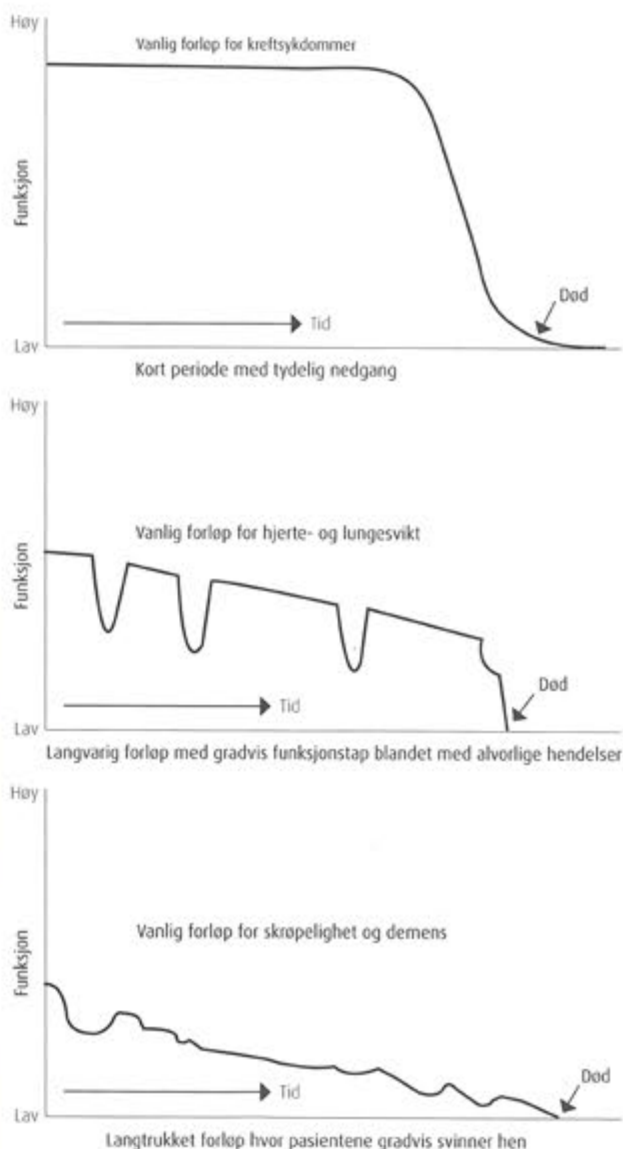 Høy
Vanlig forløp for kreftsykdommer
Funksjon
Død
Tid
Lav
Kort periode med tydelig nedgang
Høy
Vanlig forløp for hjerte- og lungesvikt
Funksjon
Død
Tid
Lav
Langvarig forløp med gradvis funksjonstap blandet med alvorlige hendelser
Høy
Vanlig forløp for skrøpelighet og demens
Funksjon
Død
Tid
Lav
Langtrukket forløp hvor pasientene gradvis svinner hen